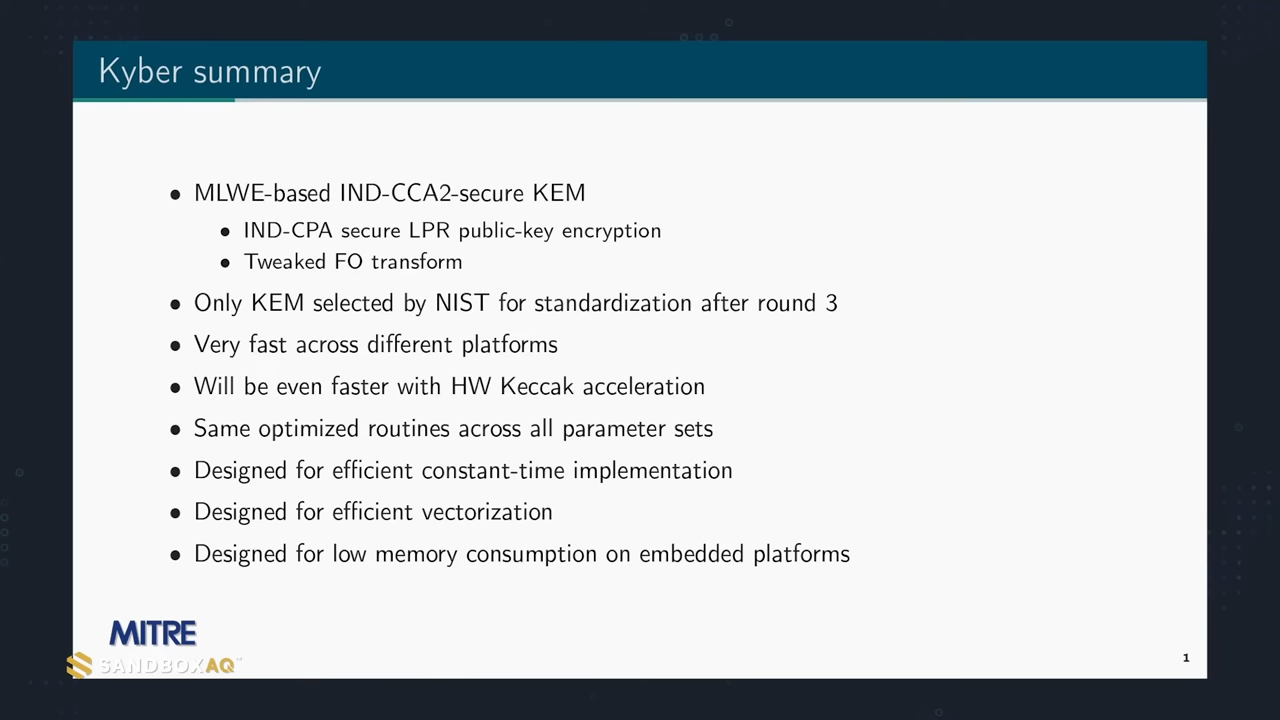 Kyber summary
• MLWE-based IND-CCA2-secure KEM
• IND-CPA secure LPR public-key encryption
• Tweaked FO transform
• Only KEM selected by NIST for standardization after round 3
• Very fast across different platforms
• Will be even faster with HW Keccak acceleration
• Same optimized routines across all parameter sets
• Designed for efficient constant-time implementation
• Designed for efficient vectorization
• Designed for low memory consumption on embedded platforms
MITRE
SANDBOXAQ™
1